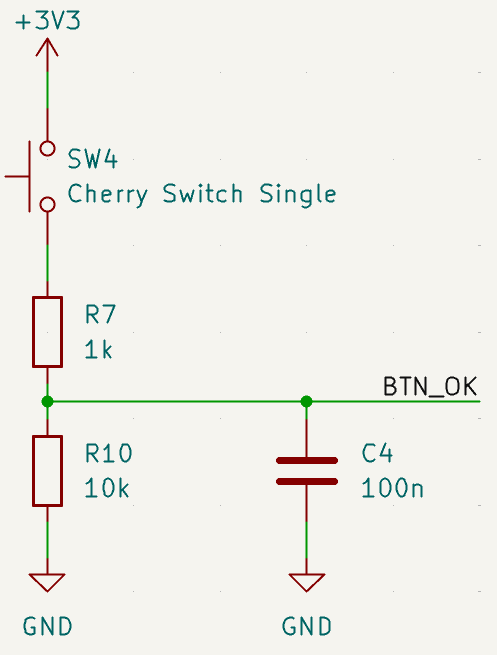 +3V3
SW4
Cherry Switch Single
R7
1k
BTN_OK
R10
10k
C4
100n
GND
GND